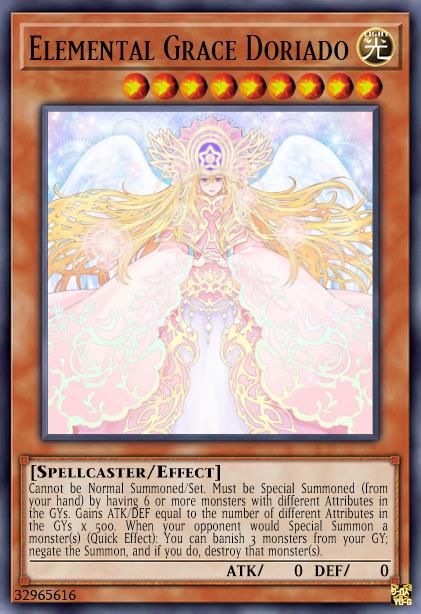 Elemental Grace Doriado
LIGHT
光
[Spellcaster/Effect]
Cannot be Normal Summoned/Set. Must be Special Summoned (from
your hand) by having 6 or more monsters with different Attributes in
the GYs. Gains ATK/DEF equal to the number of different Attributes
in the GYs x 500. When your opponent would Special Summon a
monster(s) (Quick Effect): You can banish 3 monsters from your GY;
negate the Summon, and if you do, destroy that monster(s).
ATK/ 0 DEF/ 0
32965616